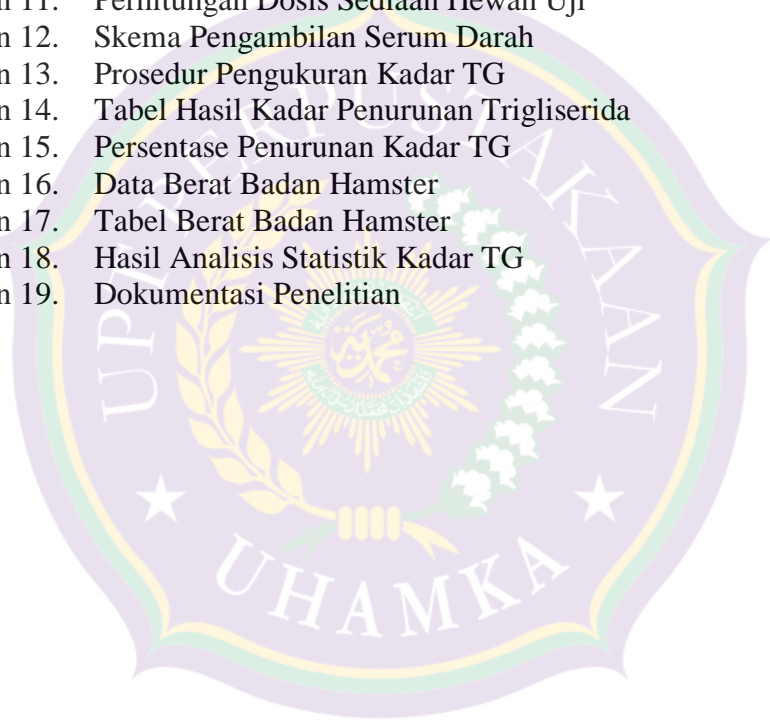 n 11. Perhitungan Dosis Sediaan Hewan Uji
n 12. Skema Pengambilan Serum Darah
n 13. Prosedur Pengukuran Kadar TG
n 14. Tabel Hasil Kadar Penurunan Trigliserida
n 15. Persentase Penurunan Kadar TG
n 16. Data Berat Badan Hamster
n 17. Tabel Berat Badan Hamster
n 18. Hasil Analisis Statistik Kadar TG
n 19. Dokumentasi Penelitian
UPT PERPUSTAKAAN
UHAMKA